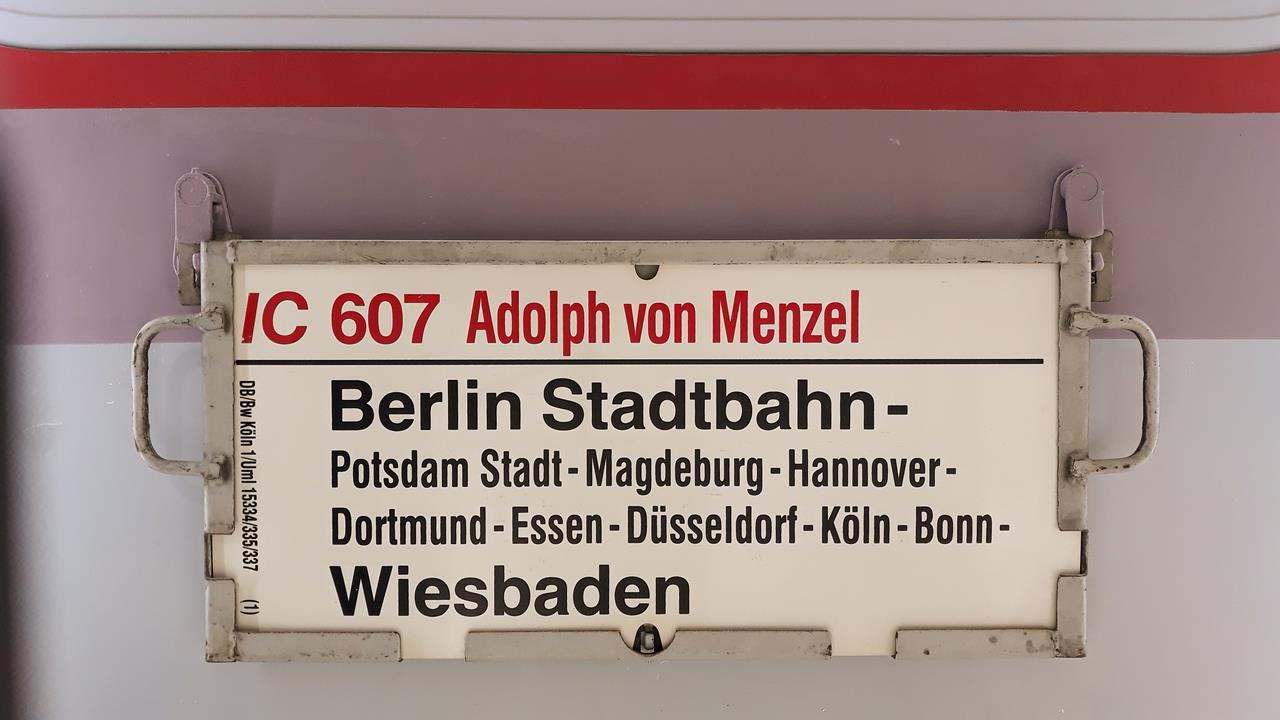 IC 607 Adolph von Menzel
Berlin Stadtbahn-
Potsdam Stadt - Magdeburg - Hannover -
Dortmund - Essen - Düsseldorf - Köln - Bonn -
Wiesbaden
DB/Bw Köln 1/Uml 15334/335/337 (1)